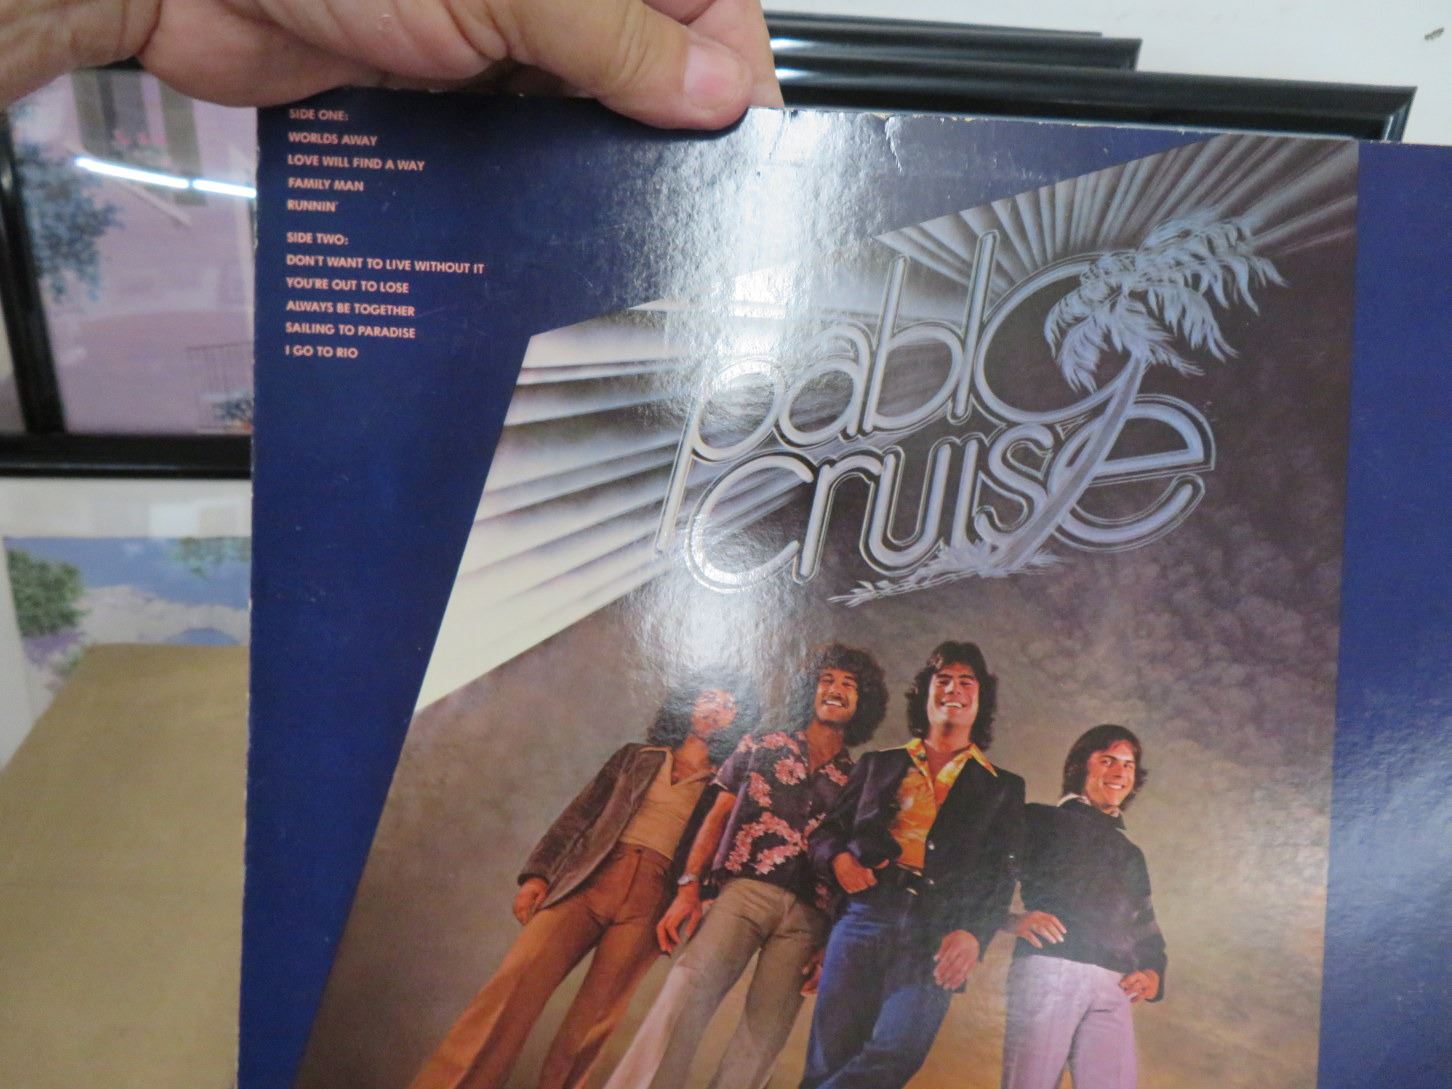 SIDE ONE:
WORLDS AWAY
LOVE WILL FIND A WAY
FAMILY MAN
RUNNIN'
SIDE TWO:
DON'T WANT TO LIVE WITHOUT IT
YOU'RE OUT TO LOSE
ALWAYS BE TOGETHER
SAILING TO PARADISE
I GO TO RIO
pablo
cruise